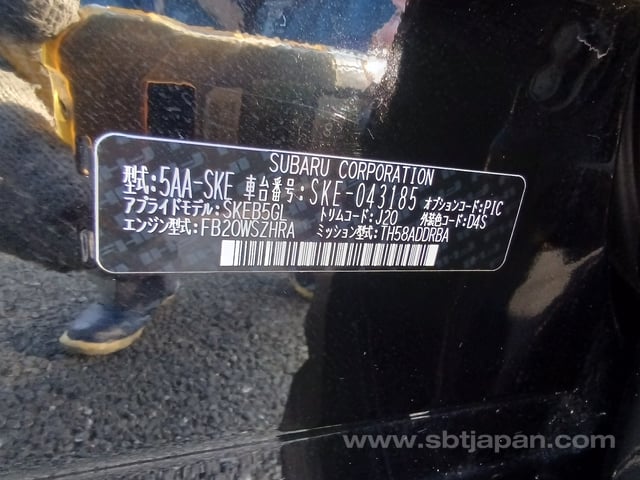 SUBARU CORPORATION
型式:5AA-SKE 車台番号:SKE-043185 オプションコード:PIC
アプライドモデル:SKEB5GL トリムコード:J20 外装色コード:D4S
エンジン型式:FB20WSZHRA ミッション型式:TH58ADDRBA
www.sbtjapan.com